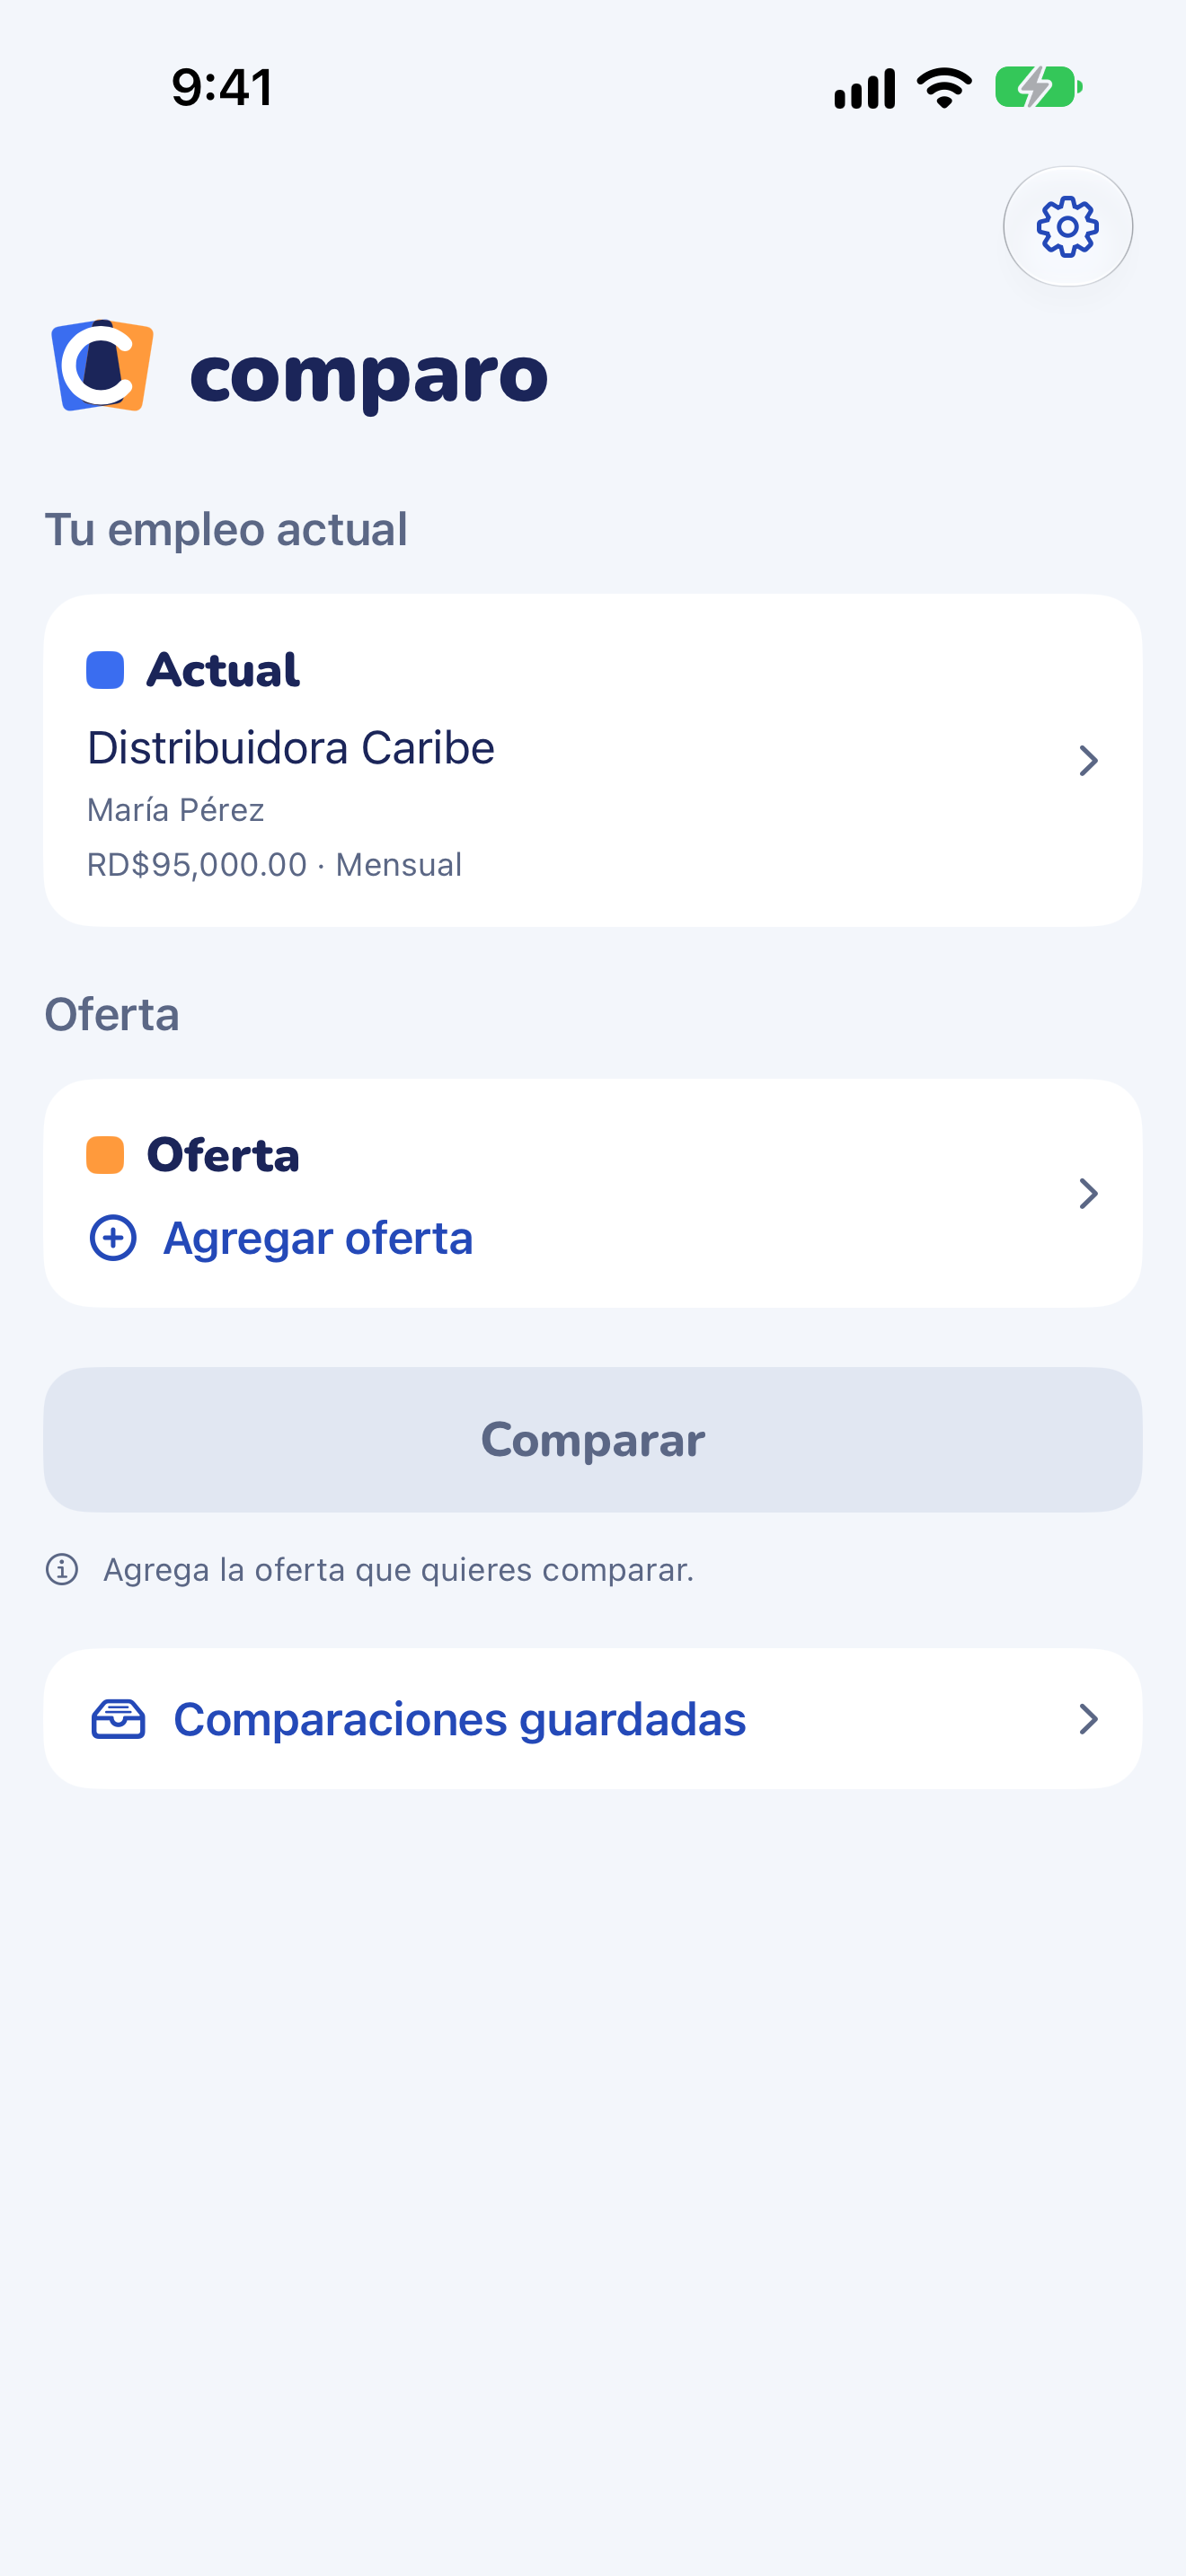 9:41
comparo
Tu empleo actual
Actual
Distribuidora Caribe
María Pérez
RD$95,000.00 · Mensual
Oferta
Oferta
Agregar oferta
Comparar
Agrega la oferta que quieres comparar.
Comparaciones guardadas